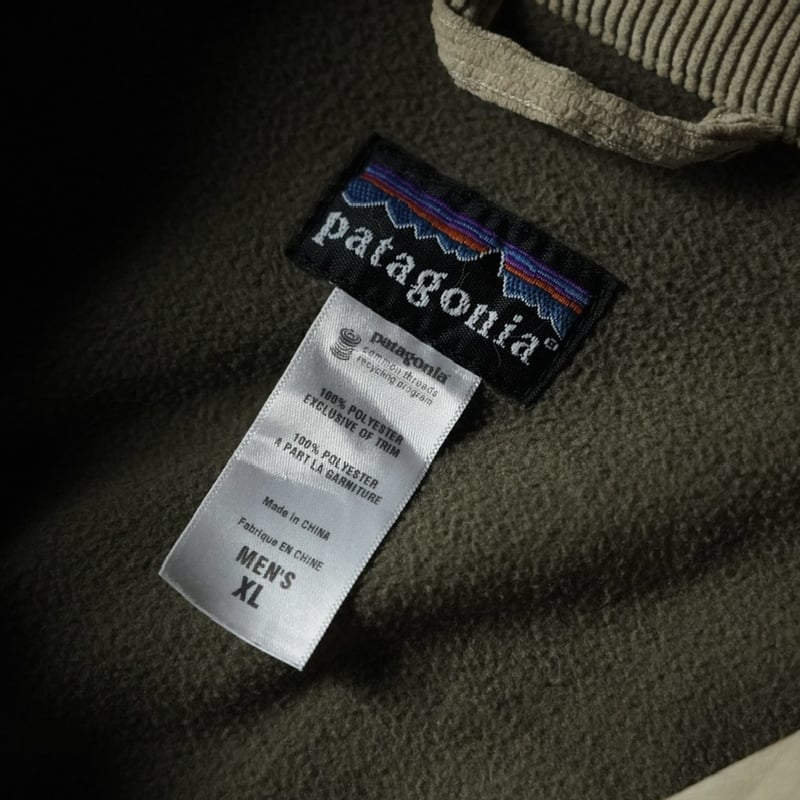 patagonia®
patagonia
common threads
recycling program
100% POLYESTER
EXCLUSIVE OF TRIM
100% POLYESTER
À PART LA GARNITURE
Made in CHINA
Fabriqué EN CHINE
MEN'S
XL